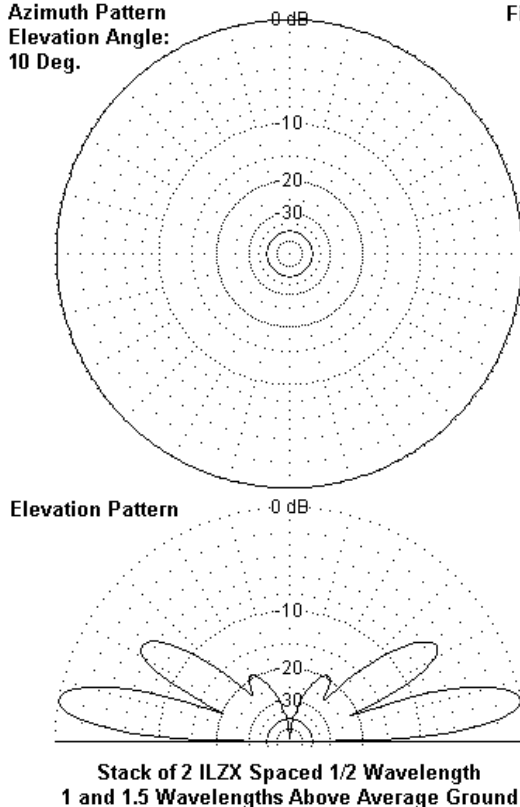 Azimuth Pattern
Elevation Angle:
10 Deg.
0 dB
-10
20
-30
Elevation Pattern
0 dB
-10
20
30
Stack of 2 ILZX Spaced 1/2 Wavelength
1 and 1.5 Wavelengths Above Average Ground